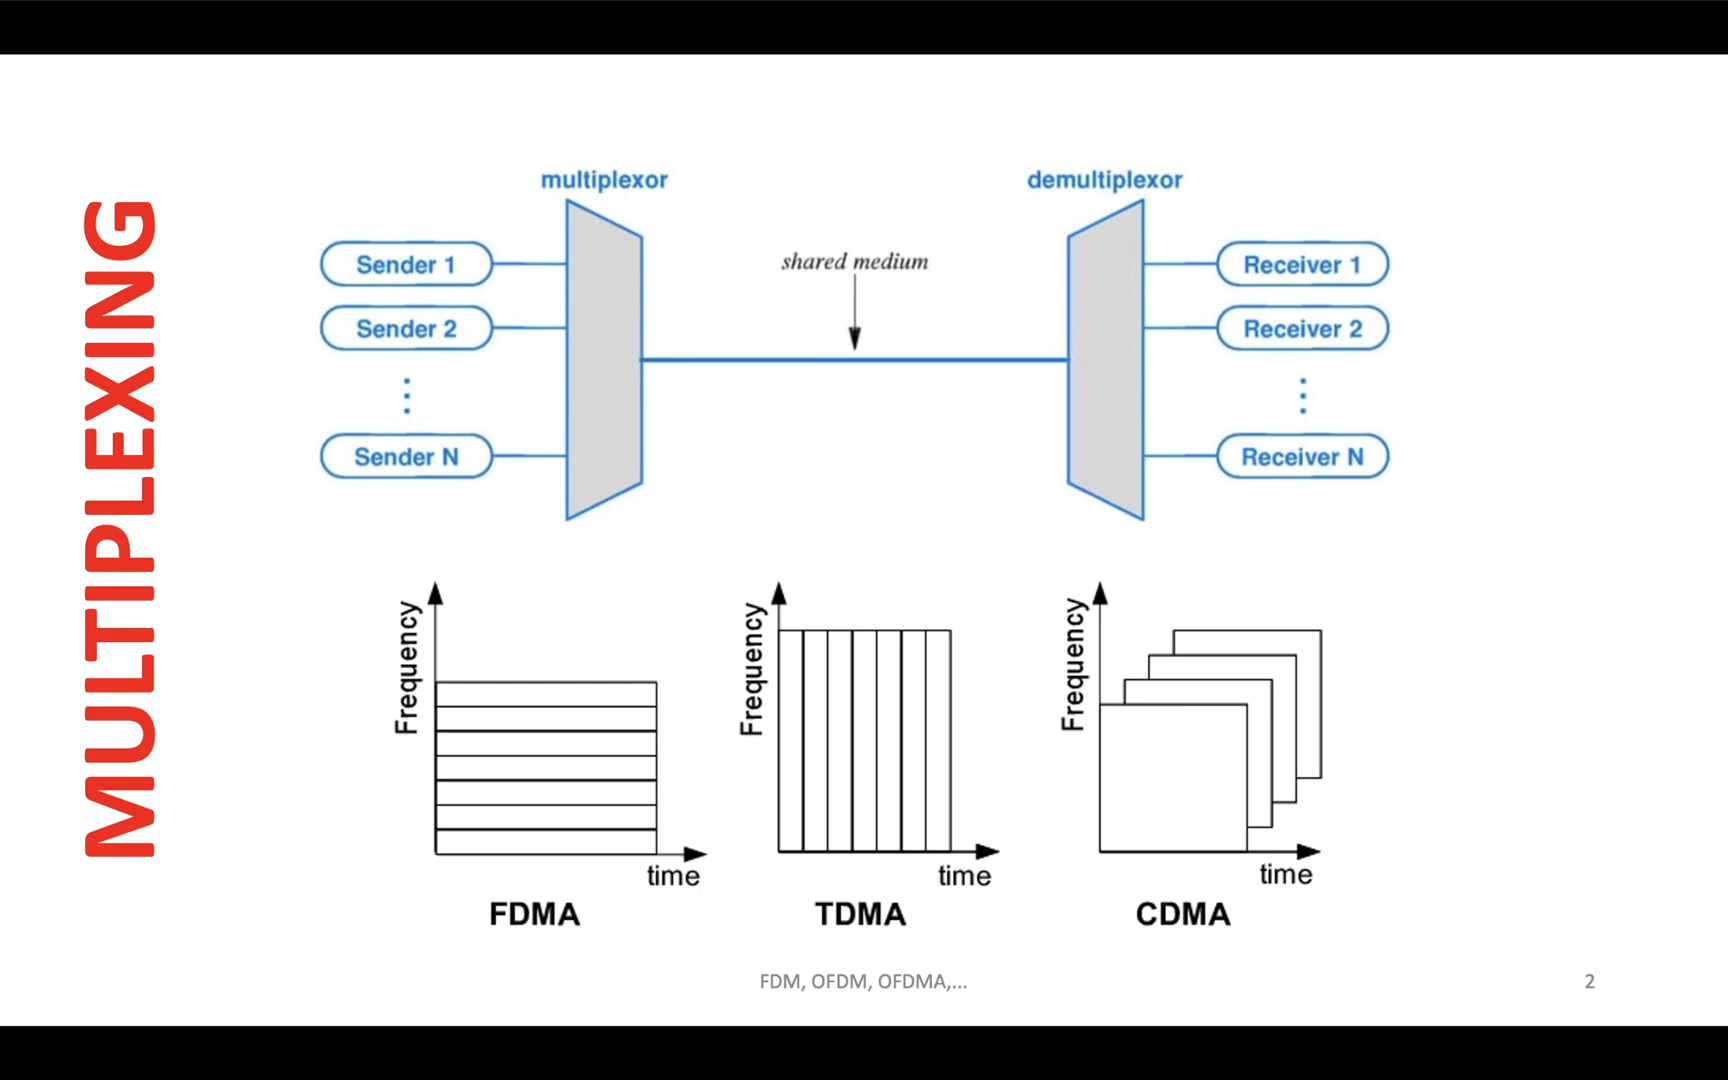 MULTIPLEXING
multiplexor
demultiplexor
shared medium
Sender 1
Sender 2
Sender N
Receiver 1
Receiver 2
Receiver N
Frequency
time
FDMA
Frequency
time
TDMA
Frequency
time
CDMA
FDM, OFDM, OFDMA,...
2